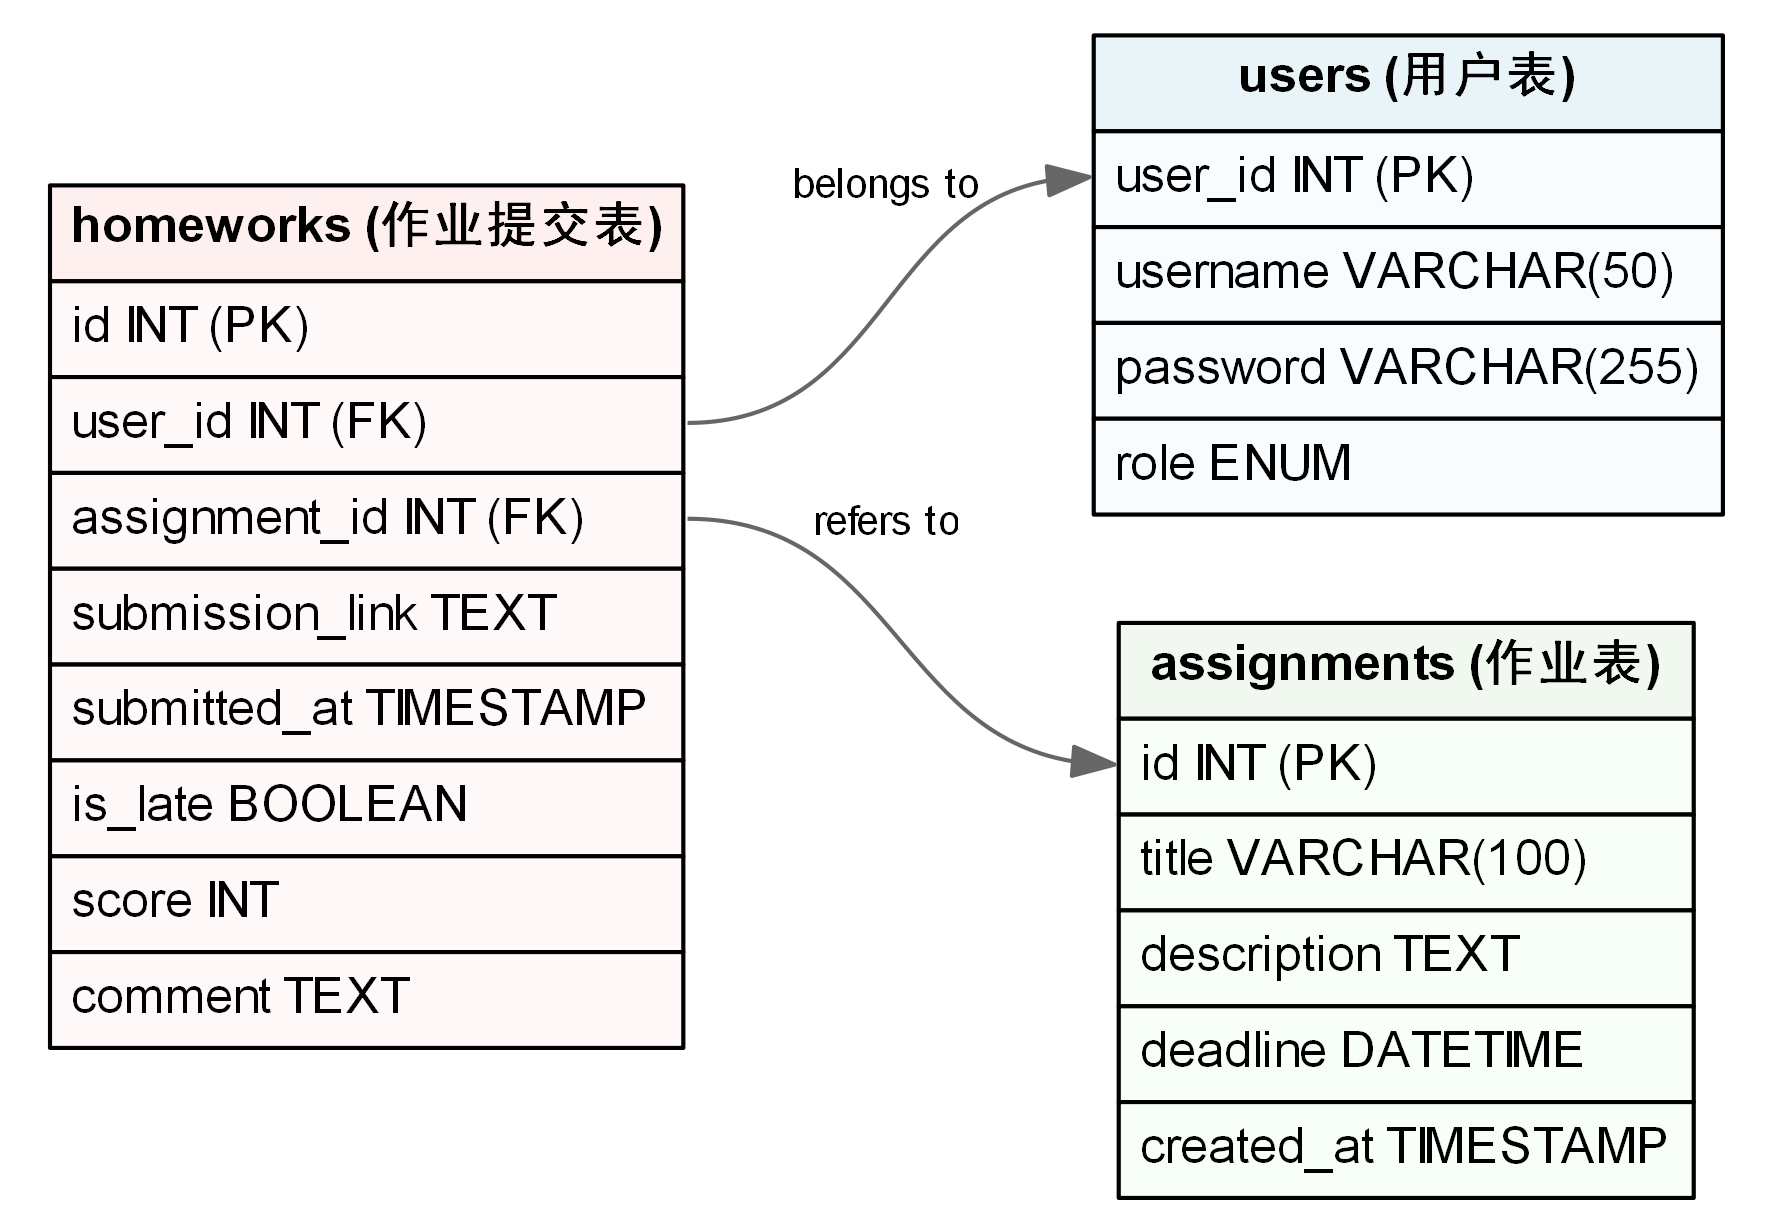 homeworks (作业提交表)
id INT (PK)
user_id INT (FK)
assignment_id INT (FK)
submission_link TEXT
submitted_at TIMESTAMP
is_late BOOLEAN
score INT
comment TEXT
belongs to
refers to
users (用户表)
user_id INT (PK)
username VARCHAR(50)
password VARCHAR(255)
role ENUM
assignments (作业表)
id INT (PK)
title VARCHAR(100)
description TEXT
deadline DATETIME
created_at TIMESTAMP